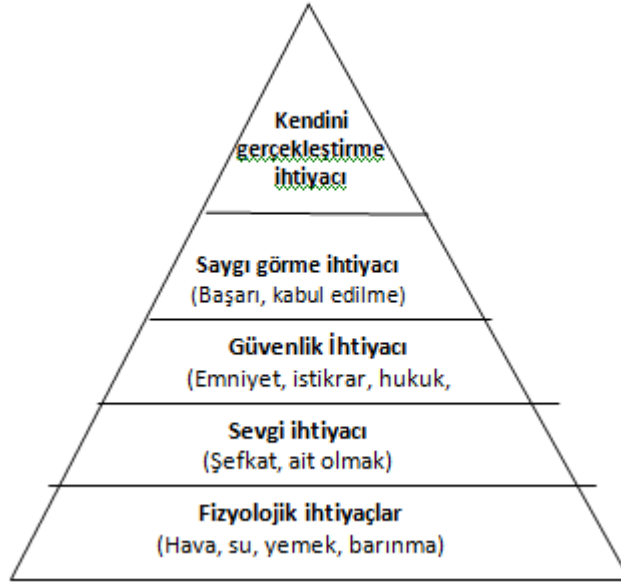 Kendini
gerçekleştirme
ihtiyacı
Saygı görme ihtiyacı
(Başarı, kabul edilme)
Güvenlik İhtiyacı
(Emniyet, istikrar, hukuk,
Sevgi ihtiyacı
(Şefkat, ait olmak)
Fizyolojik ihtiyaçlar
(Hava, su, yemek, barınma)